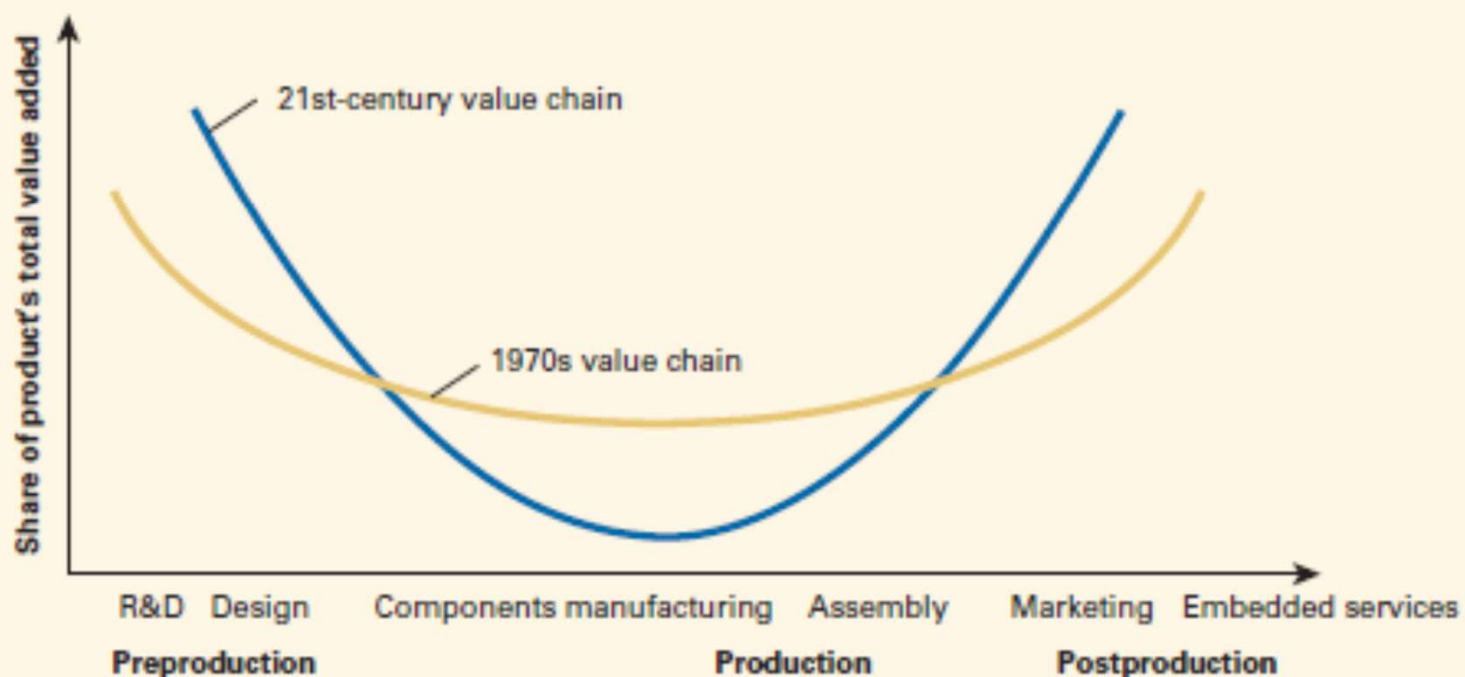 Share of product's total value added
21st-century value chain
1970s value chain
R&D Design Components manufacturing Assembly Marketing Embedded services
Preproduction Production Postproduction